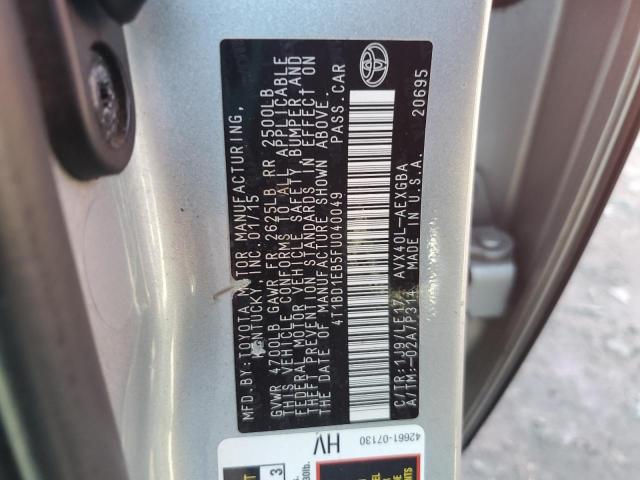 MFD. BY: TOYOTA MOTOR MANUFACTURING,
KENTUCKY, INC. 01/15
GVWR 4700LB GAWR FR 2625LB RR 2500LB
THIS VEHICLE CONFORMS TO ALL APPLICABLE
FEDERAL MOTOR VEHICLE SAFETY, BUMPER, AND
THEFT PREVENTION STANDARDS IN EFFECT ON
THE DATE OF MANUFACTURE SHOWN ABOVE.
4T1BD1EB5FU040049 PASS.CAR
C/TR: 1J9/LE17 AVX40L-AEXGBA
A/TM: -02A/P314 MADE IN U.S.A.
20695
TOYOTA
42661-07130
HV
3